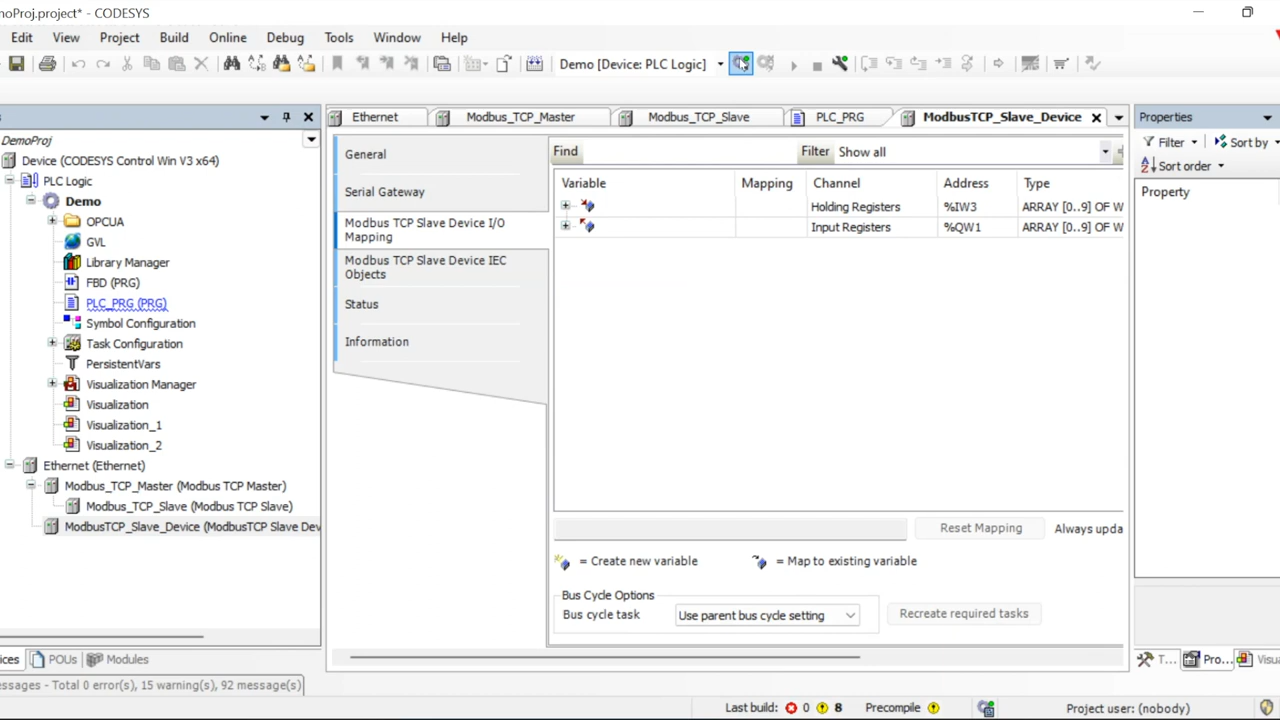 noProj.project* - CODESYS
Edit View Project Build Online Debug Tools Window Help
Demo [Device: PLC Logic]
s
DemoProj
Device (CODESYS Control Win V3 x64)
PLC Logic
Demo
OPCUA
GVL
Library Manager
FBD (PRG)
PLC_PRG (PRG)
Symbol Configuration
Task Configuration
PersistentVars
Visualization Manager
Visualization
Visualization_1
Visualization_2
Ethernet (Ethernet)
Modbus_TCP_Master (Modbus TCP Master)
Modbus_TCP_Slave (Modbus TCP Slave)
ModbusTCP_Slave_Device (ModbusTCP Slave Dev
ices POUs Modules
essages - Total 0 error(s), 15 warning(s), 92 message(s)
Ethernet Modbus_TCP_Master Modbus_TCP_Slave PLC_PRG ModbusTCP_Slave_Device
General
Serial Gateway
Modbus TCP Slave Device I/O
Mapping
Modbus TCP Slave Device IEC
Objects
Status
Information
Find Filter Show all
Variable Mapping Channel Address Type
Holding Registers %IW3 ARRAY [0..9] OF W
Input Registers %QW1 ARRAY [0..9] OF W
Reset Mapping Always upda
= Create new variable = Map to existing variable
Bus Cycle Options
Bus cycle task Use parent bus cycle setting Recreate required tasks
Properties
Filter Sort by
Sort order
Property
T... Pro... Visua
Last build: 0 8 Precompile Project user: (nobody)